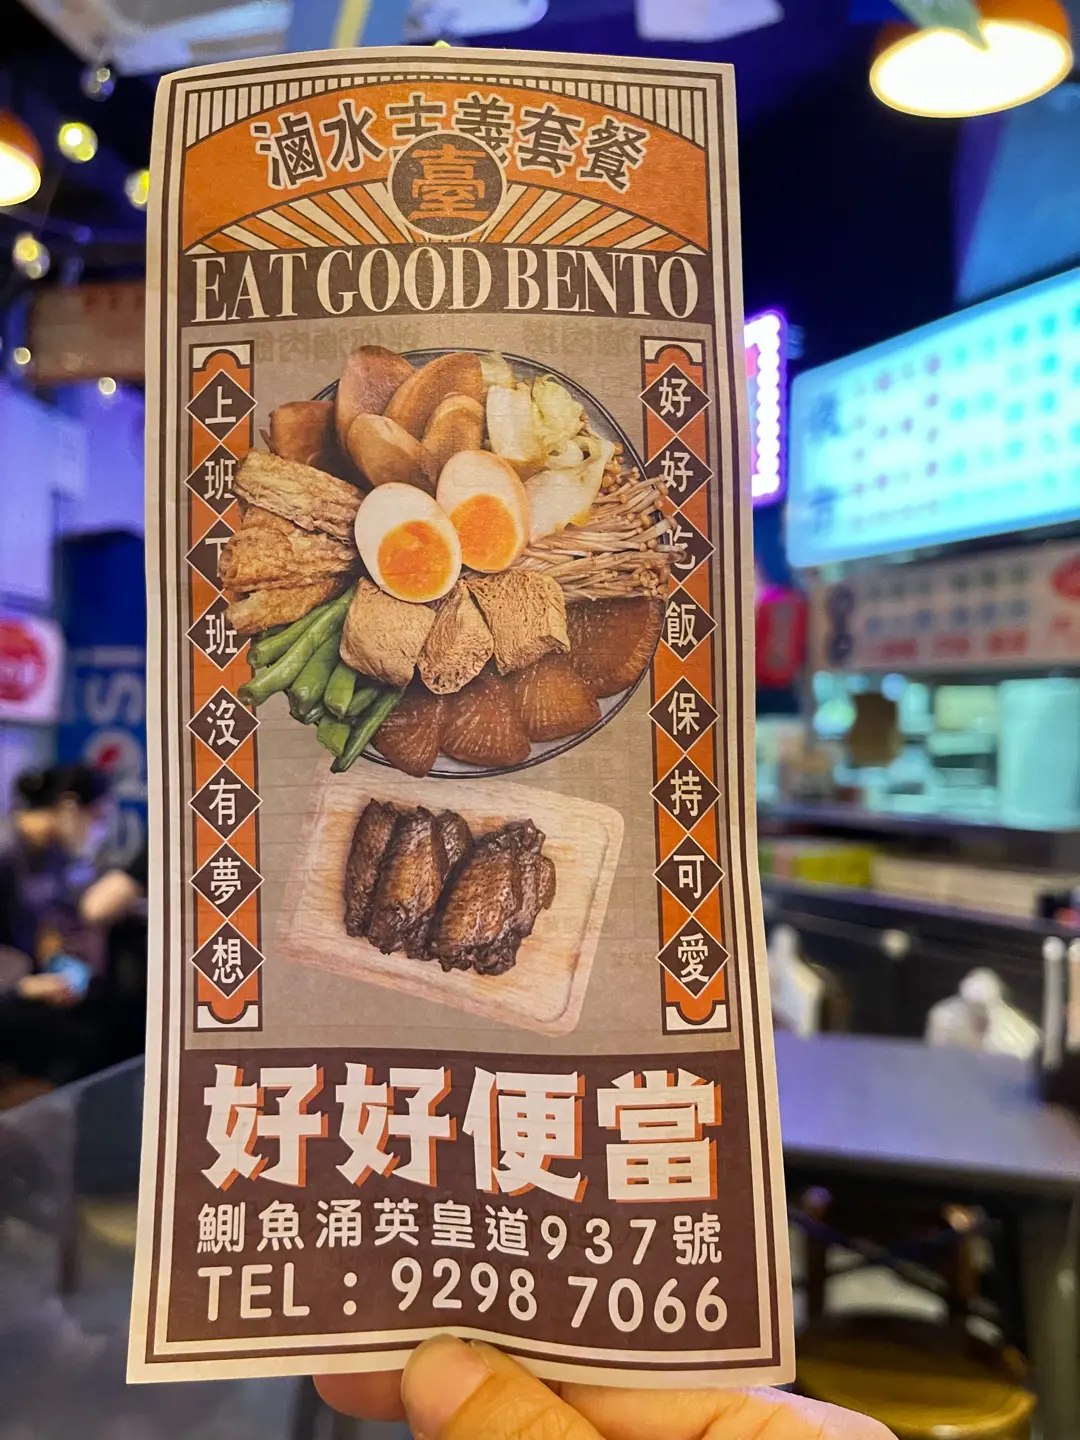 滷水主義套餐
臺
EAT GOOD BENTO
上班下班沒有夢想
好好吃飯保持可愛
好好便當
鰂魚涌英皇道937號
TEL : 9298 7066